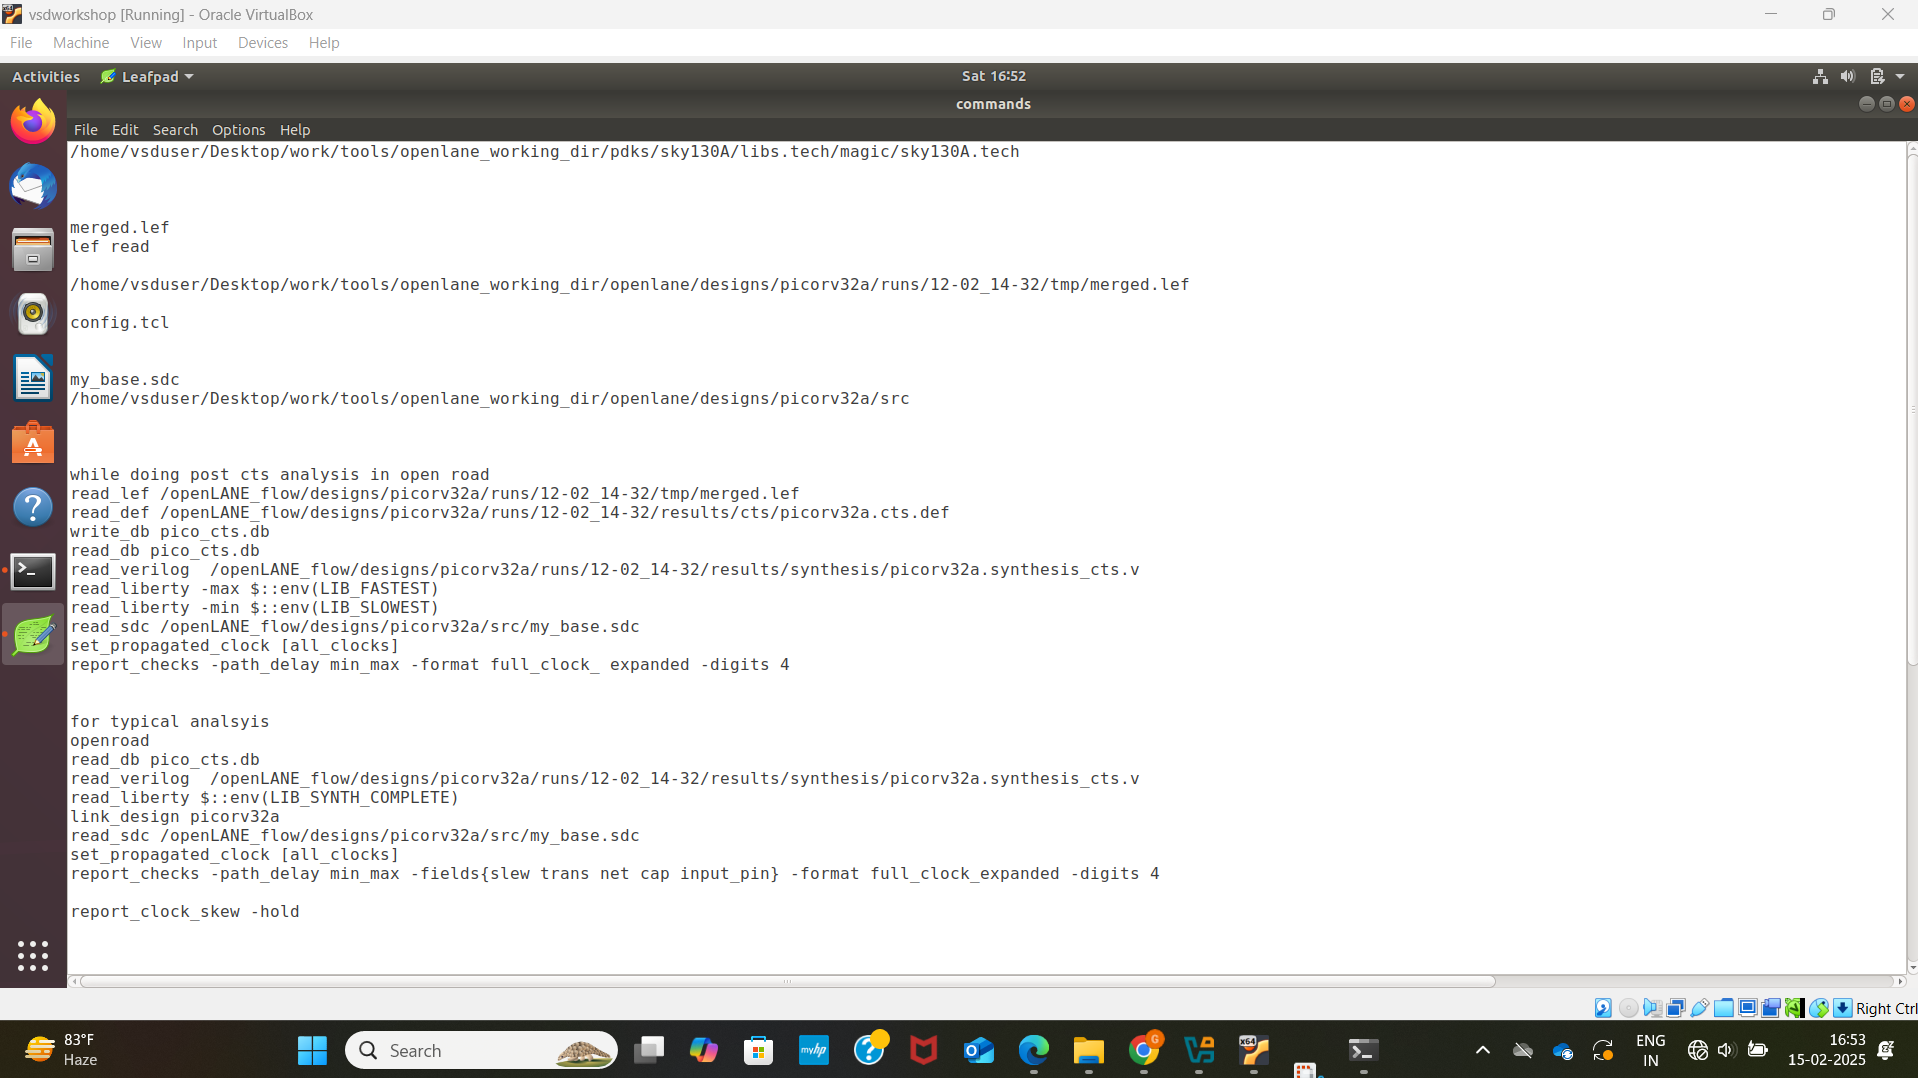 vsdworkshop [Running] - Oracle VirtualBox
File Machine View Input Devices Help
Activities Leafpad Sat 16:52
commands
File Edit Search Options Help
/home/vsduser/Desktop/work/tools/openlane_working_dir/pdks/sky130A/libs.tech/magic/sky130A.tech
merged.lef
lef read
/home/vsduser/Desktop/work/tools/openlane_working_dir/openlane/designs/picorv32a/runs/12-02_14-32/tmp/merged.lef
config.tcl
my_base.sdc
/home/vsduser/Desktop/work/tools/openlane_working_dir/openlane/designs/picorv32a/src
while doing post cts analysis in open road
read_lef /openLANE_flow/designs/picorv32a/runs/12-02_14-32/tmp/merged.lef
read_def /openLANE_flow/designs/picorv32a/runs/12-02_14-32/results/cts/picorv32a.cts.def
write_db pico_cts.db
read_db pico_cts.db
read_verilog  /openLANE_flow/designs/picorv32a/runs/12-02_14-32/results/synthesis/picorv32a.synthesis_cts.v
read_liberty -max $::env(LIB_FASTEST)
read_liberty -min $::env(LIB_SLOWEST)
read_sdc /openLANE_flow/designs/picorv32a/src/my_base.sdc
set_propagated_clock [all_clocks]
report_checks -path_delay min_max -format full_clock_ expanded -digits 4
for typical analsyis
openroad
read_db pico_cts.db
read_verilog  /openLANE_flow/designs/picorv32a/runs/12-02_14-32/results/synthesis/picorv32a.synthesis_cts.v
read_liberty $::env(LIB_SYNTH_COMPLETE)
link_design picorv32a
read_sdc /openLANE_flow/designs/picorv32a/src/my_base.sdc
set_propagated_clock [all_clocks]
report_checks -path_delay min_max -fields{slew trans net cap input_pin} -format full_clock_expanded -digits 4
report_clock_skew -hold
Right Ctrl
83°F
Haze
Search
myhp
x64
G
ENG
IN
16:53
15-02-2025